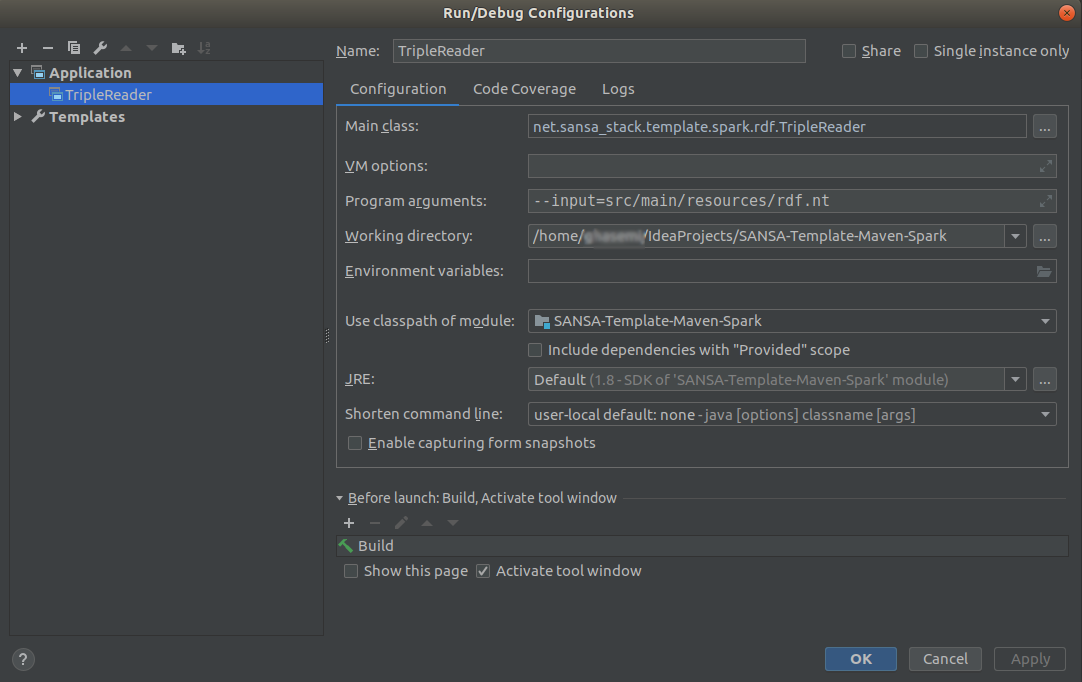 Run/Debug Configurations
Name: TripleReader Share Single instance only
Application
TripleReader
Templates
Configuration Code Coverage Logs
Main class: net.sansa_stack.template.spark.rdf.TripleReader ...
VM options:
Program arguments: --input=src/main/resources/rdf.nt
Working directory: /home/ /IdeaProjects/SANSA-Template-Maven-Spark ...
Environment variables:
Use classpath of module: SANSA-Template-Maven-Spark
Include dependencies with "Provided" scope
JRE: Default (1.8 - SDK of 'SANSA-Template-Maven-Spark' module) ...
Shorten command line: user-local default: none - java [options] classname [args]
Enable capturing form snapshots
Before launch: Build, Activate tool window
Build
Show this page Activate tool window
? OK Cancel Apply